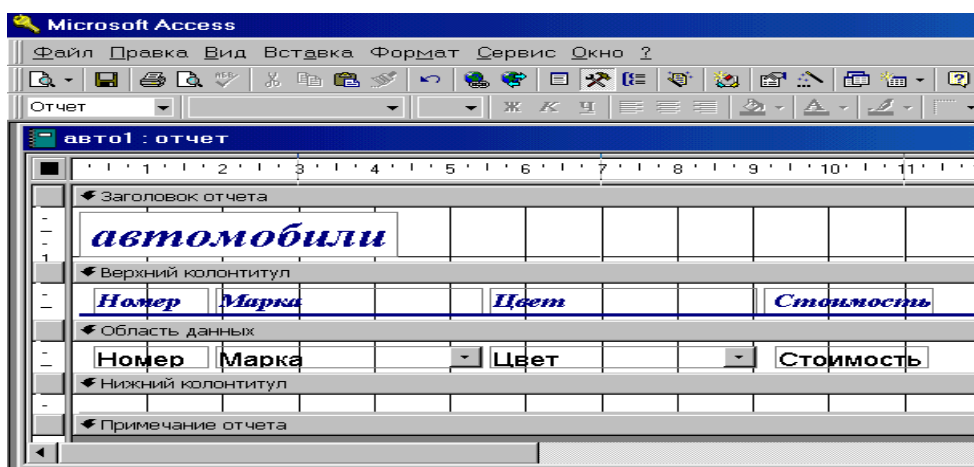 Microsoft Access
Файл Правка Вид Вставка Формат Сервис Окно ?
Отчет Ж К Ч
авто1 : отчет
1 2 3 4 5 6 7 8 9 10 11
Заголовок отчета
автомобили
1
Верхний колонтитул
Номер Марка Цвет Стоимость
Область данных
Номер Марка Цвет Стоимость
Нижний колонтитул
Примечание отчета